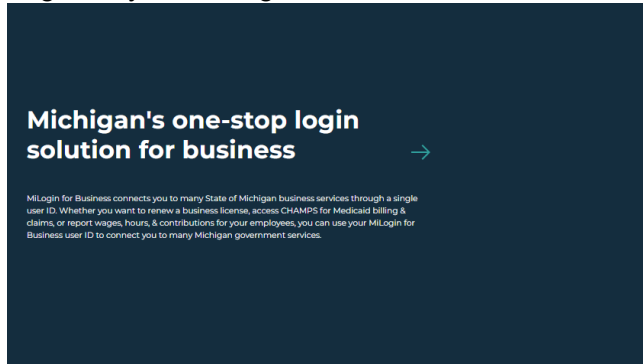 Michigan's one-stop login
solution for business
MiLogin for Business connects you to many State of Michigan business services through a single
user ID. Whether you want to renew a business license, access CHAMPS for Medicaid billing &
claims, or report wages, hours, & contributions for your employees, you can use your MiLogin for
Business user ID to connect you to many Michigan government services.